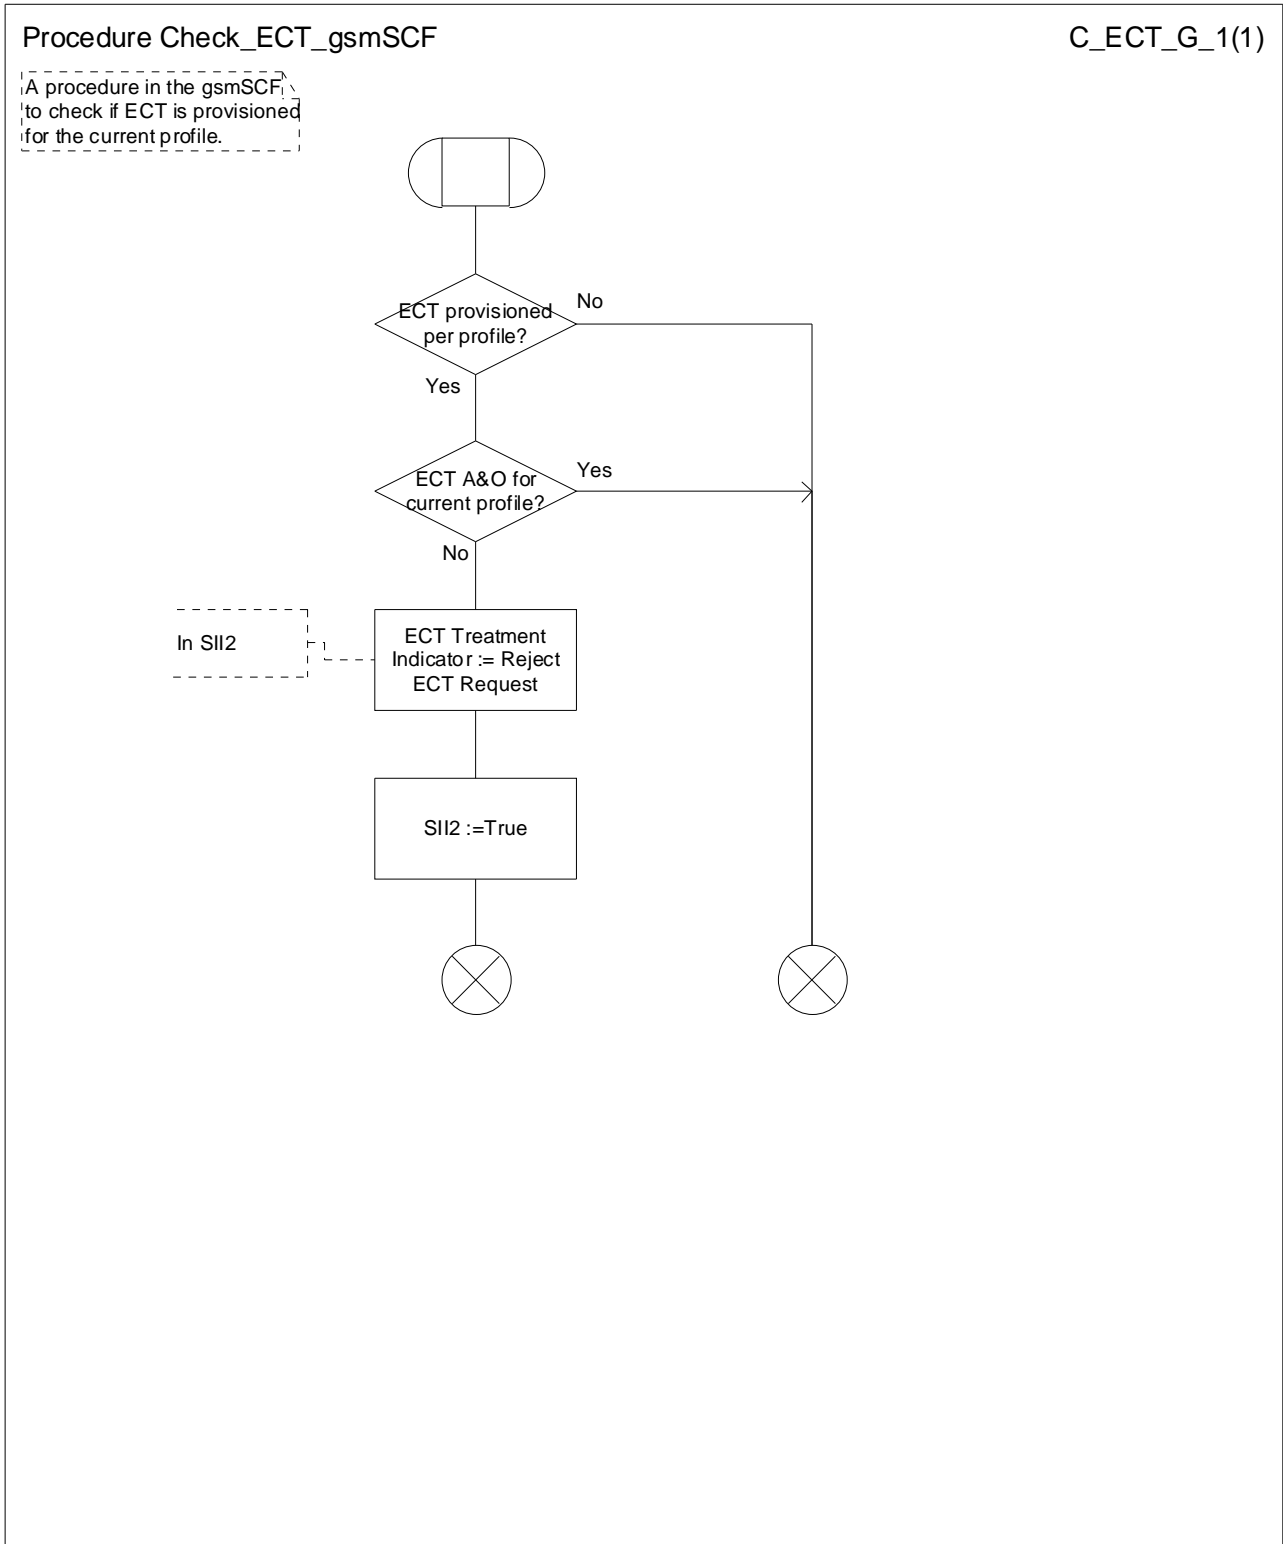 Procedure Check_ECT_gsmSCF
C_ECT_G_1(1)
A procedure in the gsmSCF
to check if ECT is provisioned
for the current profile.
ECT provisioned
per profile?
No
Yes
ECT A&O for
current profile?
Yes
No
In SII2
ECT Treatment
Indicator := Reject
ECT Request
SII2 :=True